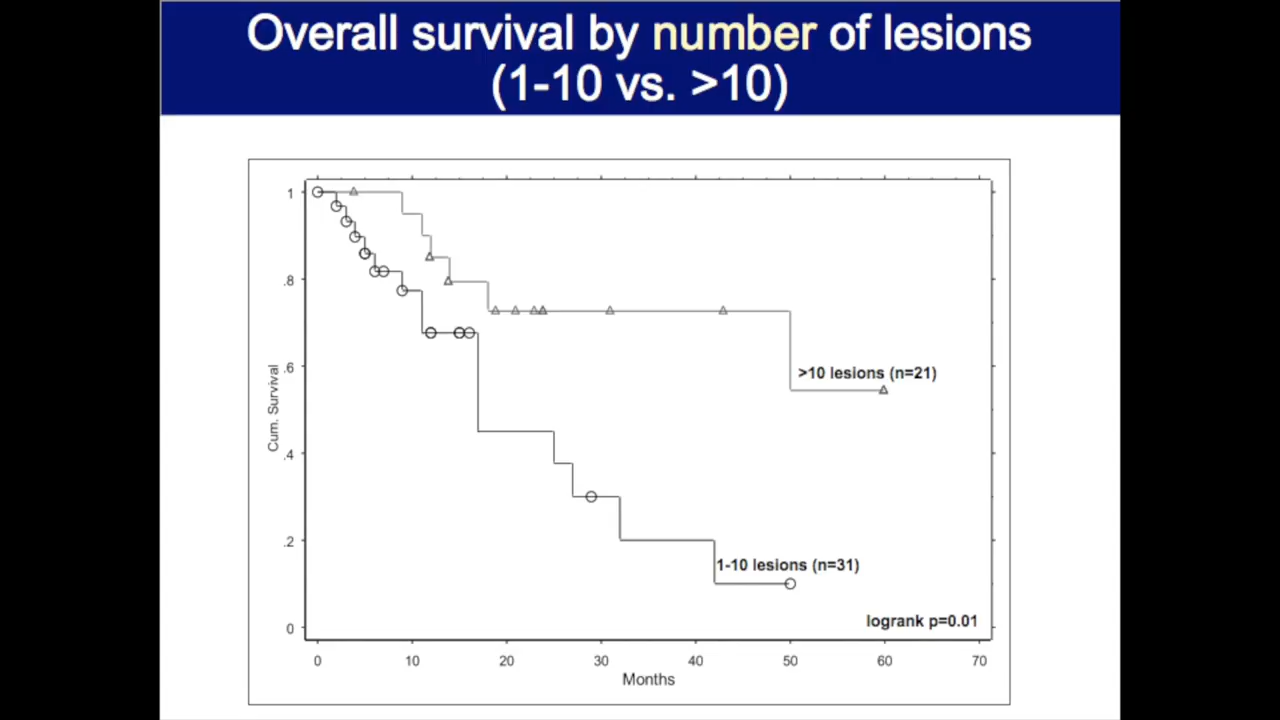 Overall survival by number of lesions
(1-10 vs. >10)
1
.8
.6
.4
.2
0
Cum. Survival
>10 lesions (n=21)
1-10 lesions (n=31)
logrank p=0.01
0 10 20 30 40 50 60 70
Months